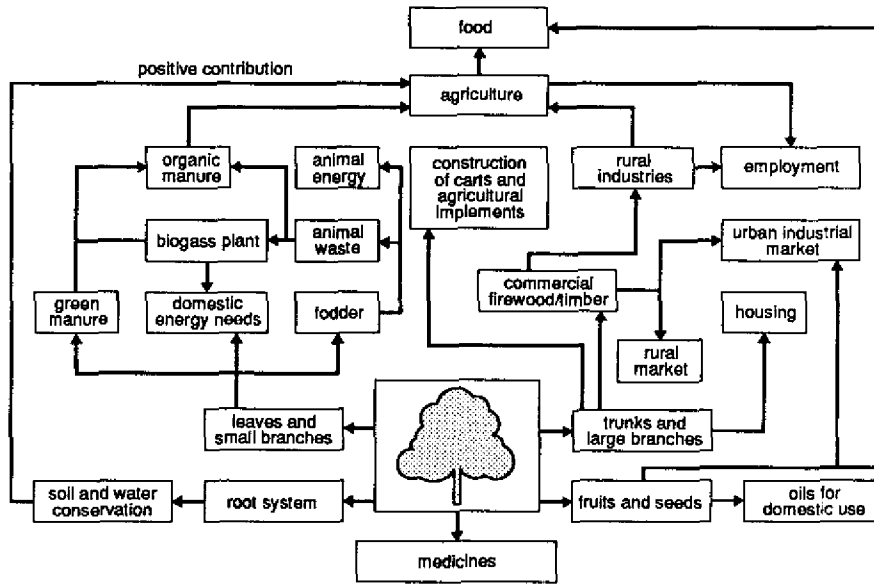 food
positive contribution
agriculture
organic
manure
animal
energy
construction
of carts and
agricultural
implements
rural
industries
employment
biogass plant
animal
waste
urban industrial
market
green
manure
domestic
energy needs
fodder
commercial
firewood/timber
housing
rural
market
leaves and
small branches
trunks and
large branches
soil and water
conservation
root system
fruits and seeds
oils for
domestic use
medicines